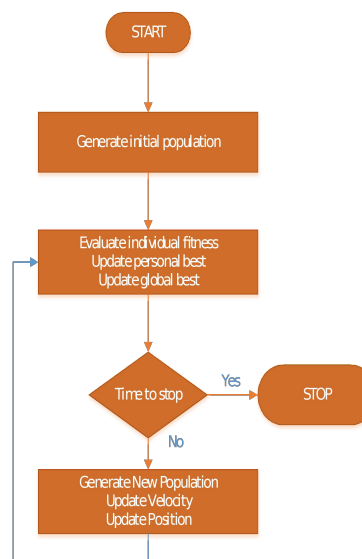 START
Generate initial population
Evaluate individual fitness
Update personal best
Update global best
Time to stop
Yes
STOP
No
Generate New Population
Update Velocity
Update Position